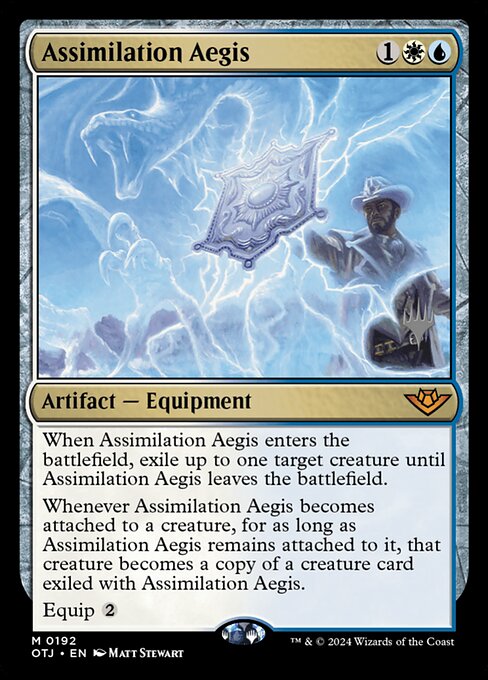 Assimilation Aegis 1
Artifact — Equipment
When Assimilation Aegis enters the
battlefield, exile up to one target creature until
Assimilation Aegis leaves the battlefield.
Whenever Assimilation Aegis becomes
attached to a creature, for as long as
Assimilation Aegis remains attached to it, that
creature becomes a copy of a creature card
exiled with Assimilation Aegis.
Equip 2
M 0192
OTJ • EN Matt Stewart
™ & © 2024 Wizards of the Coast